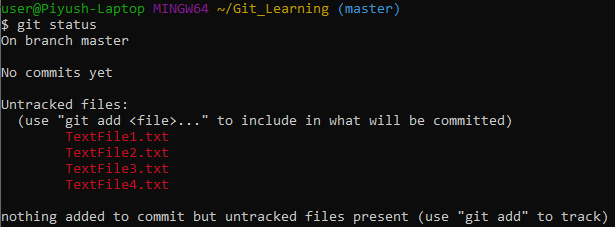 user@Piyush-Laptop MINGW64 ~/Git_Learning (master)
$ git status
On branch master

No commits yet

Untracked files:
  (use "git add <file>..." to include in what will be committed)
        TextFile1.txt
        TextFile2.txt
        TextFile3.txt
        TextFile4.txt

nothing added to commit but untracked files present (use "git add" to track)